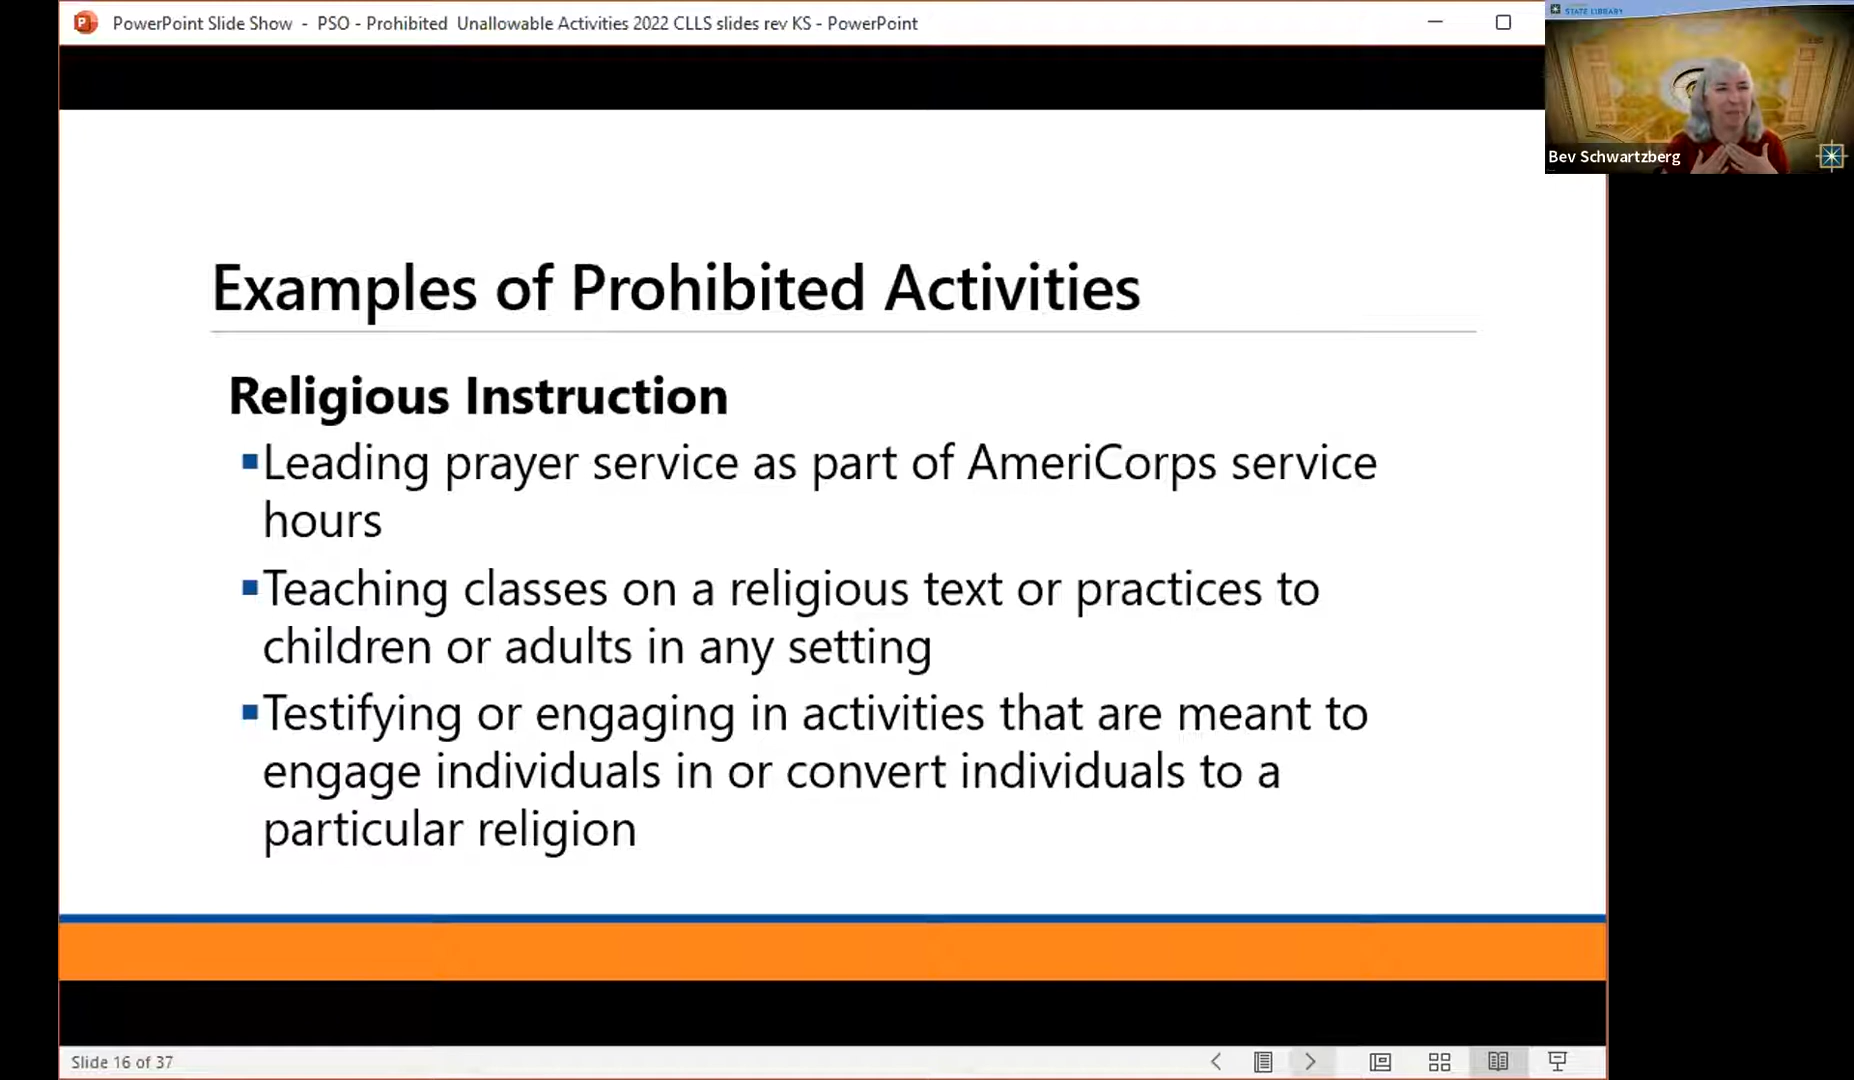 PowerPoint Slide Show - PSO - Prohibited Unallowable Activities 2022 CLLS slides rev KS - PowerPoint
STATE LIBRARY
Bev Schwartzberg
Examples of Prohibited Activities
Religious Instruction
▪Leading prayer service as part of AmeriCorps service
hours
▪Teaching classes on a religious text or practices to
children or adults in any setting
▪Testifying or engaging in activities that are meant to
engage individuals in or convert individuals to a
particular religion
Slide 16 of 37